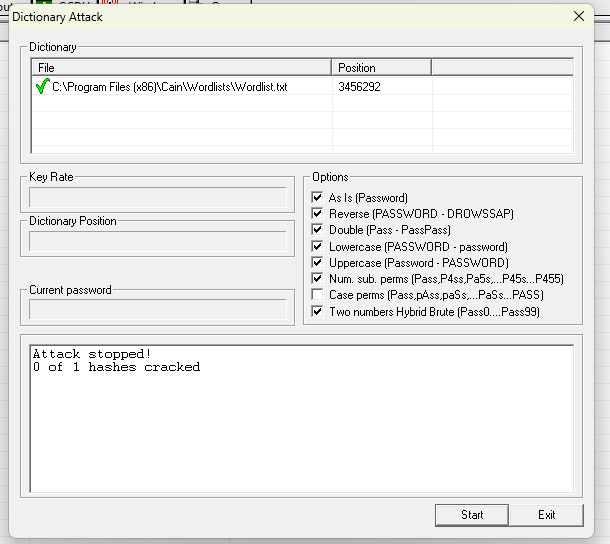 Dictionary Attack
Dictionary
File Position
C:\Program Files (x86)\Cain\Wordlists\Wordlist.txt 3456292
Key Rate
Dictionary Position
Current password
Options
As Is (Password)
Reverse (PASSWORD - DROWSSAP)
Double (Pass - PassPass)
Lowercase (PASSWORD - password)
Uppercase (Password - PASSWORD)
Num. sub. perms (Pass,P4ss,Pa5s,...P45s...P455)
Case perms (Pass,pAss,paSs,...PaSs...PASS)
Two numbers Hybrid Brute (Pass0....Pass99)
Attack stopped!
0 of 1 hashes cracked
Start Exit